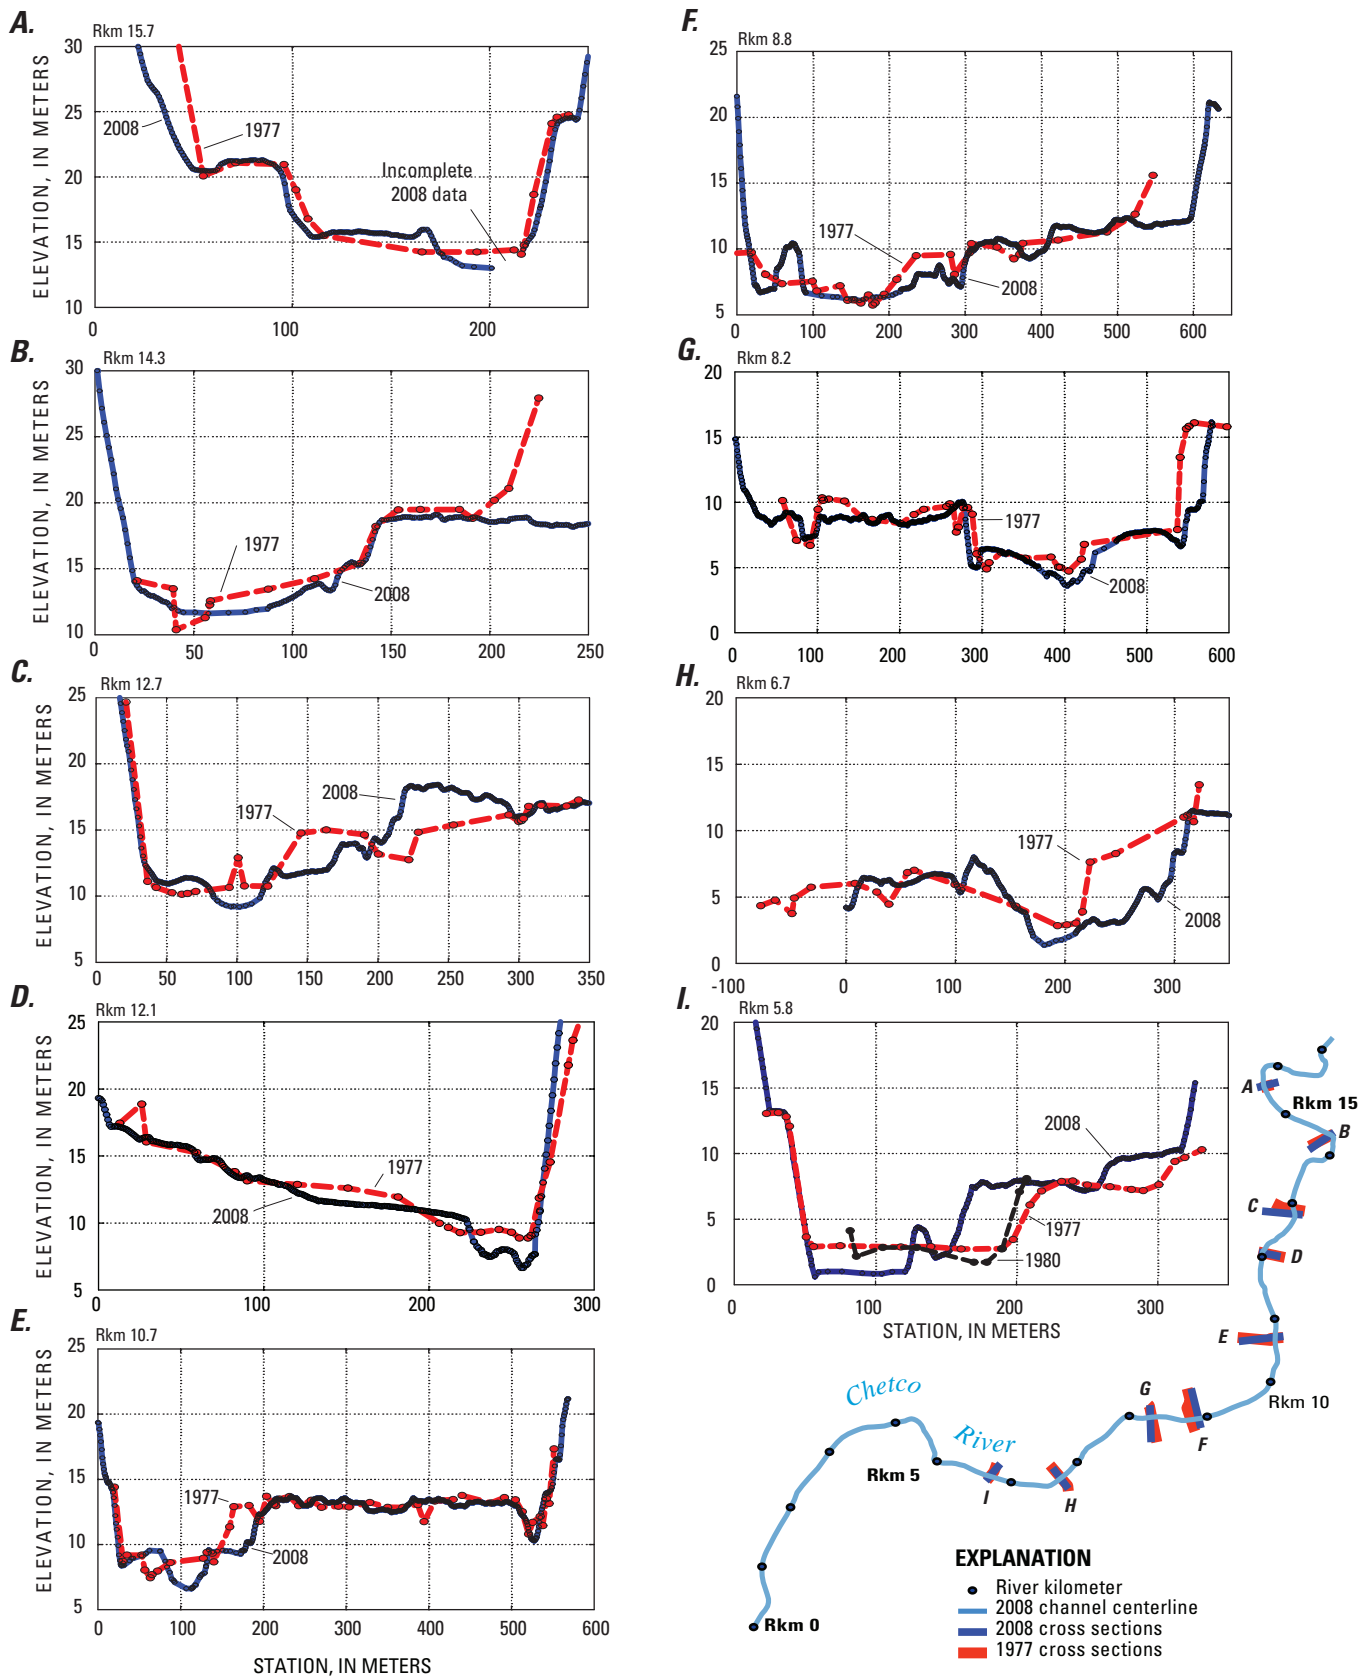 A.
Rkm 15.7
ELEVATION, IN METERS
30
25
20
15
10
2008
1977
Incomplete
2008 data
0
100
200
B.
Rkm 14.3
ELEVATION, IN METERS
30
25
20
15
10
1977
2008
0
50
100
150
200
250
C.
Rkm 12.7
ELEVATION, IN METERS
25
20
15
10
5
1977
2008
0
50
100
150
200
250
300
350
D.
Rkm 12.1
ELEVATION, IN METERS
25
20
15
10
5
1977
2008
0
100
200
300
E.
Rkm 10.7
ELEVATION, IN METERS
25
20
15
10
5
1977
2008
0
100
200
300
400
500
600
STATION, IN METERS
F.
Rkm 8.8
25
20
15
10
5
1977
2008
0
100
200
300
400
500
600
G.
Rkm 8.2
20
15
10
5
0
1977
2008
0
100
200
300
400
500
600
H.
Rkm 6.7
20
15
10
5
0
1977
2008
-100
0
100
200
300
I.
Rkm 5.8
20
15
10
5
0
2008
1977
1980
0
100
200
300
STATION, IN METERS
A
Rkm 15
B
C
D
E
Rkm 10
G
F
Chetco
River
Rkm 5
I
H
Rkm 0
EXPLANATION
River kilometer
2008 channel centerline
2008 cross sections
1977 cross sections